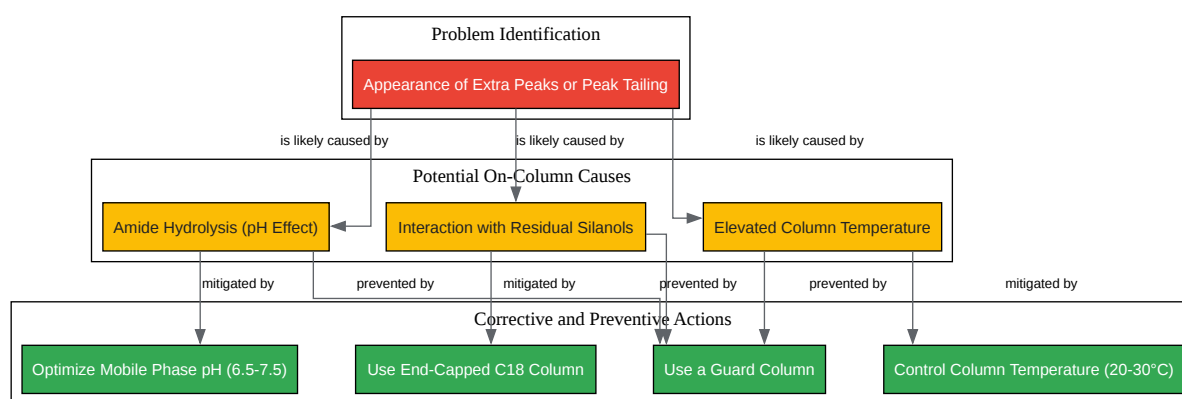 Problem Identification
Appearance of Extra Peaks or Peak Tailing
is likely caused by
is likely caused by
is likely caused by
Potential On-Column Causes
Amide Hydrolysis (pH Effect)
Interaction with Residual Silanols
Elevated Column Temperature
mitigated by
prevented by
mitigated by
prevented by
prevented by
mitigated by
Corrective and Preventive Actions
Optimize Mobile Phase pH (6.5-7.5)
Use End-Capped C18 Column
Use a Guard Column
Control Column Temperature (20-30°C)